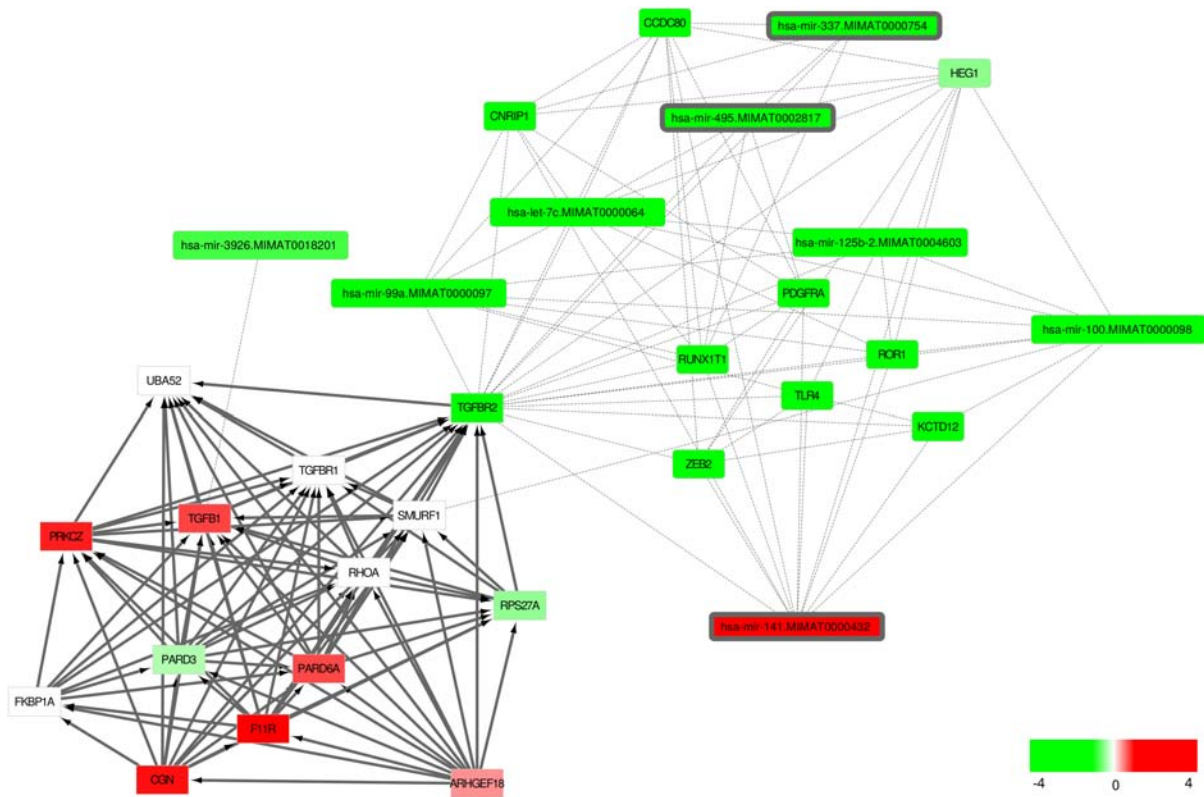 CCDC80
hsa-mir-337.MIMAT0000754
HEG1
CNRIP1
hsa-mir-495.MIMAT0002817
hsa-let-7c.MIMAT0000064
hsa-mir-3926.MIMAT0018201
hsa-mir-125b-2.MIMAT0004603
hsa-mir-99a.MIMAT0000097
PDGFRA
hsa-mir-100.MIMAT0000098
RUNX1T1
ROR1
UBA52
TGFBR2
TLR4
KCTD12
ZEB2
TGFBR1
SMURF1
TGFB1
PRKCZ
RHOA
RPS27A
hsa-mir-141.MIMAT0000432
PARD3
PARD6A
FKBP1A
F11R
CGN
ARHGEF18
-4 0 4